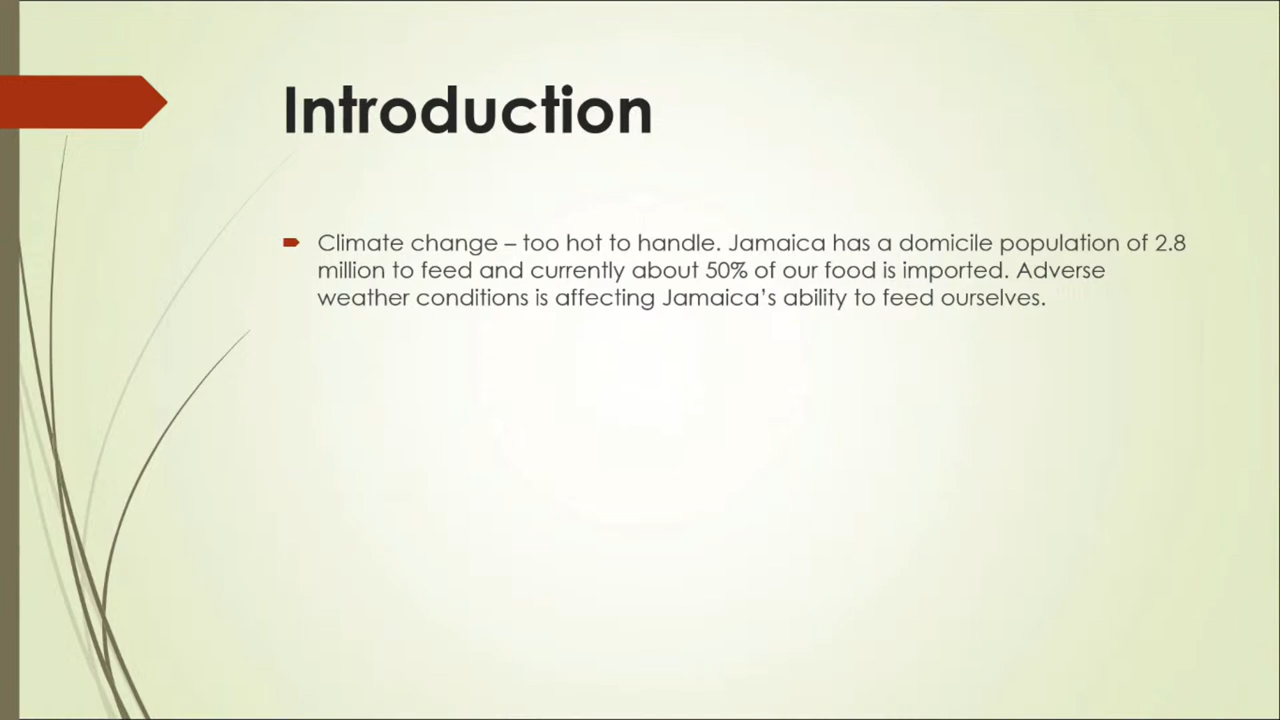 Introduction
Climate change – too hot to handle. Jamaica has a domicile population of 2.8
million to feed and currently about 50% of our food is imported. Adverse
weather conditions is affecting Jamaica’s ability to feed ourselves.